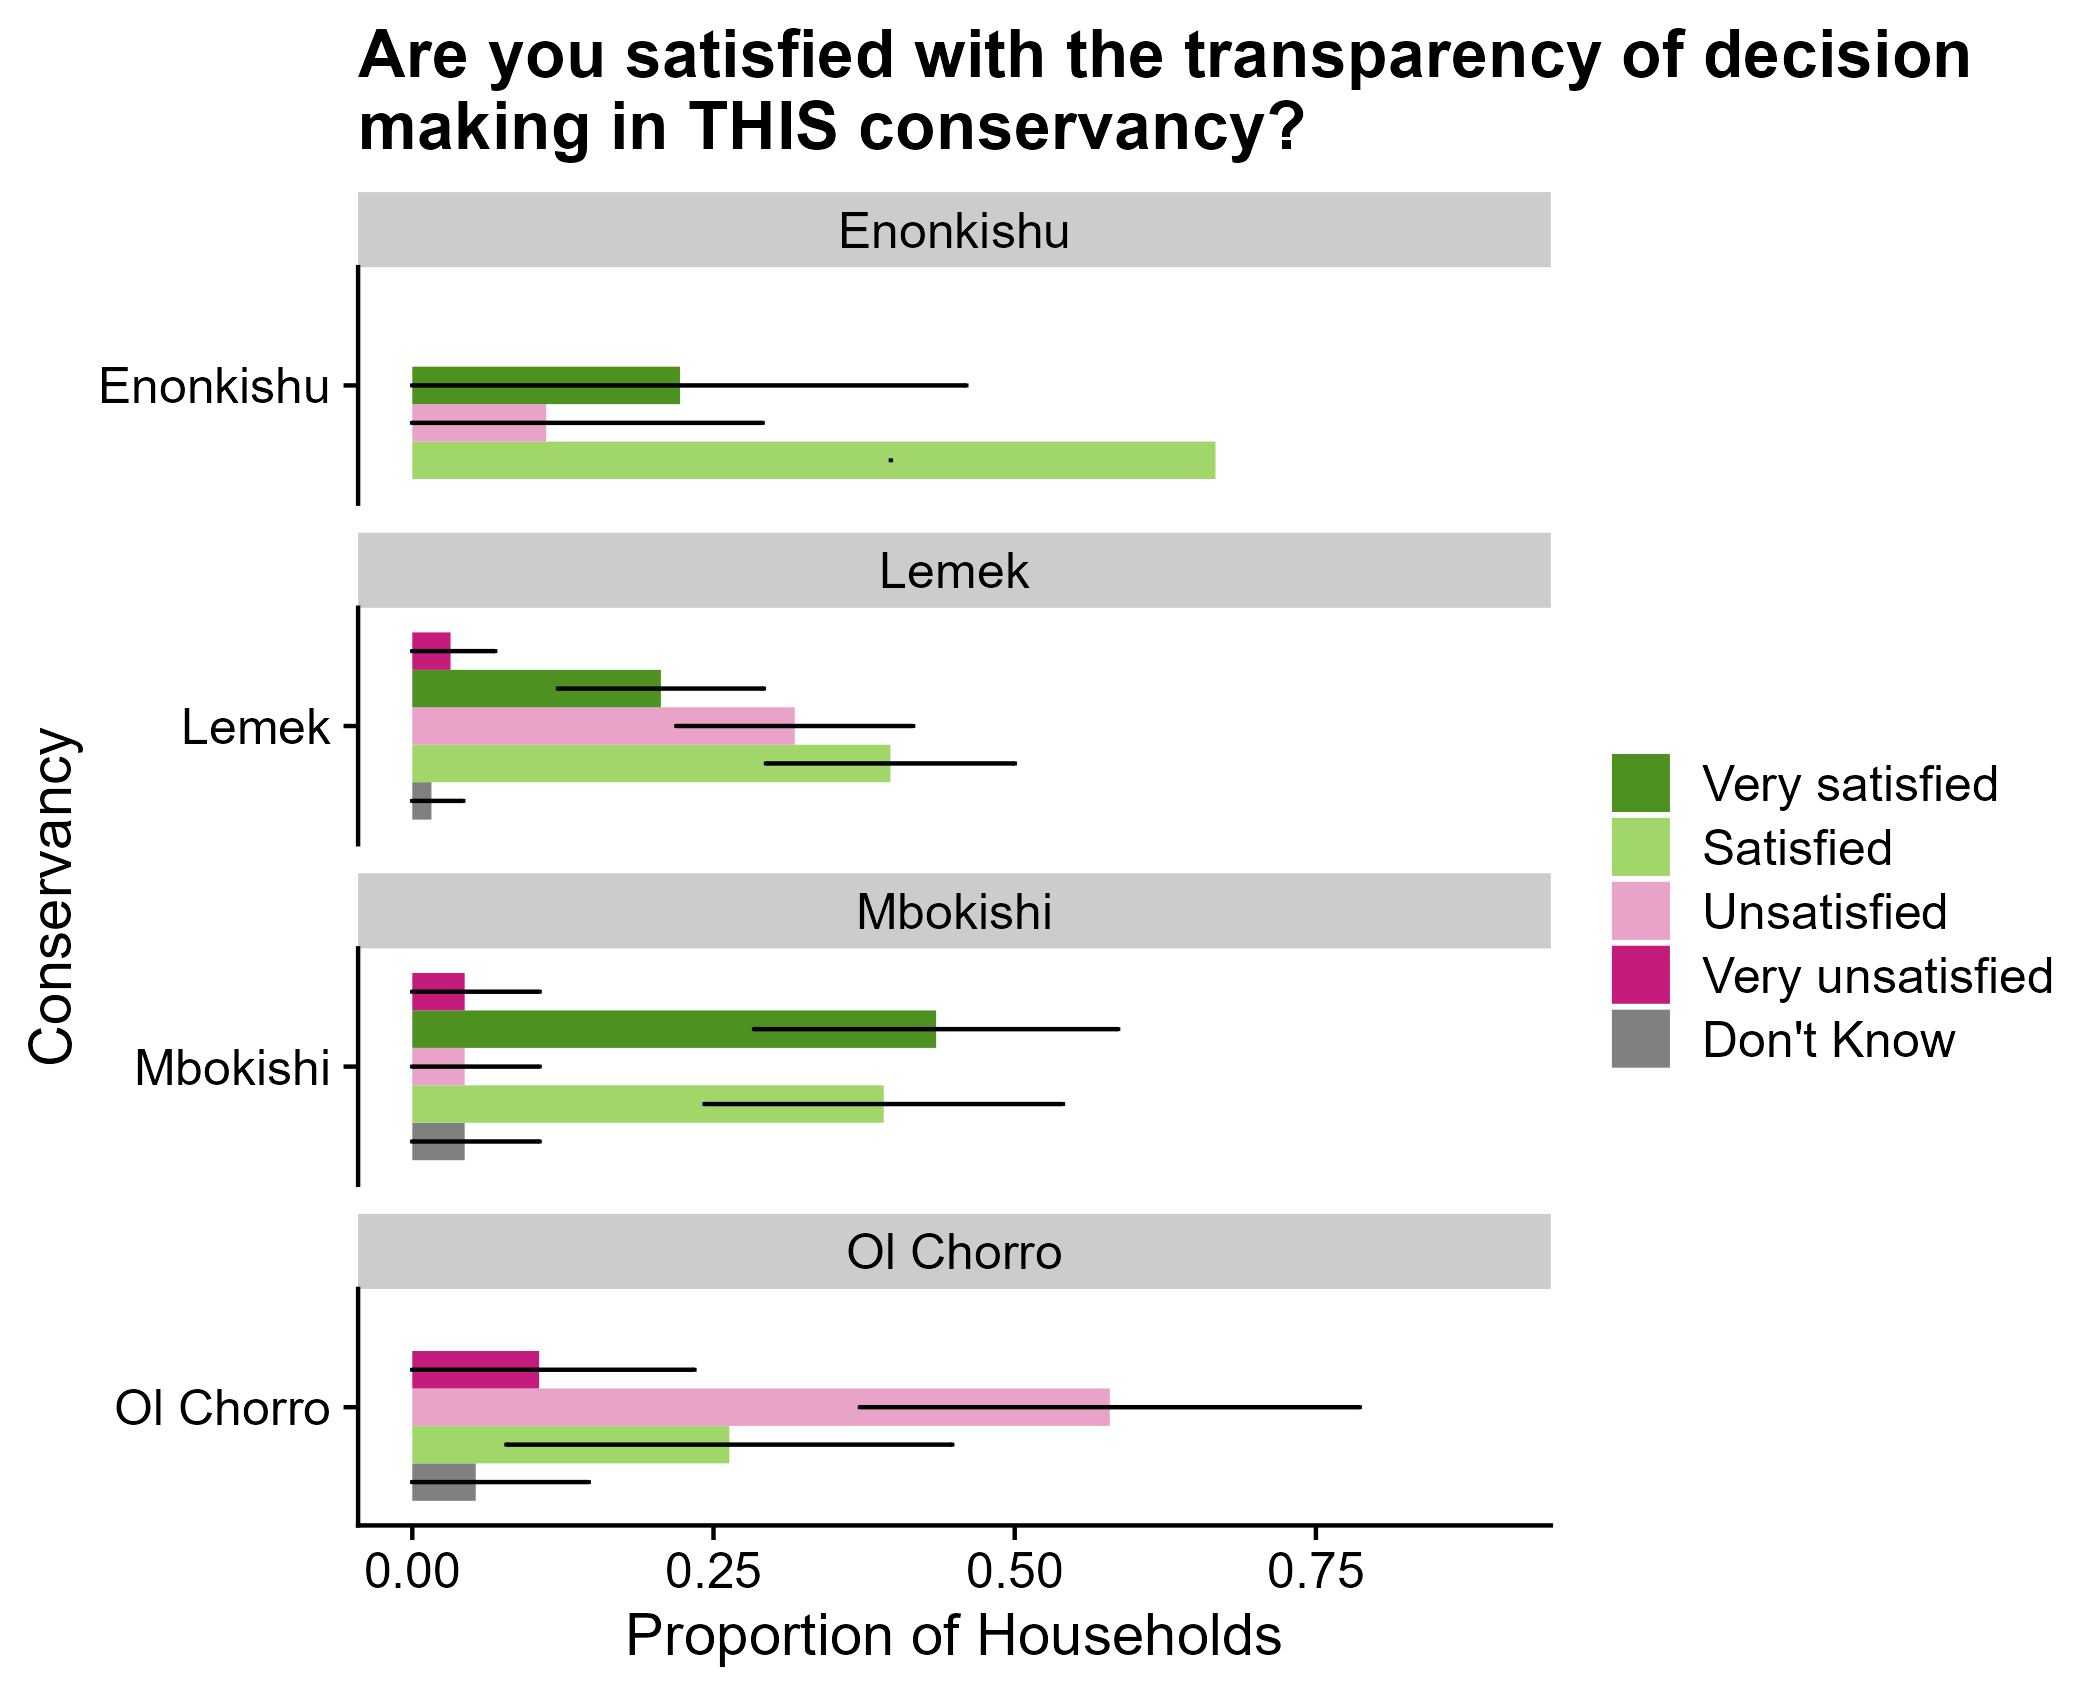 Are you satisfied with the transparency of decision
making in THIS conservancy?
Enonkishu
Enonkishu
Lemek
Lemek
Mbokishi
Mbokishi
Ol Chorro
Ol Chorro
Conservancy
0.00 0.25 0.50 0.75
Proportion of Households
Very satisfied
Satisfied
Unsatisfied
Very unsatisfied
Don't Know